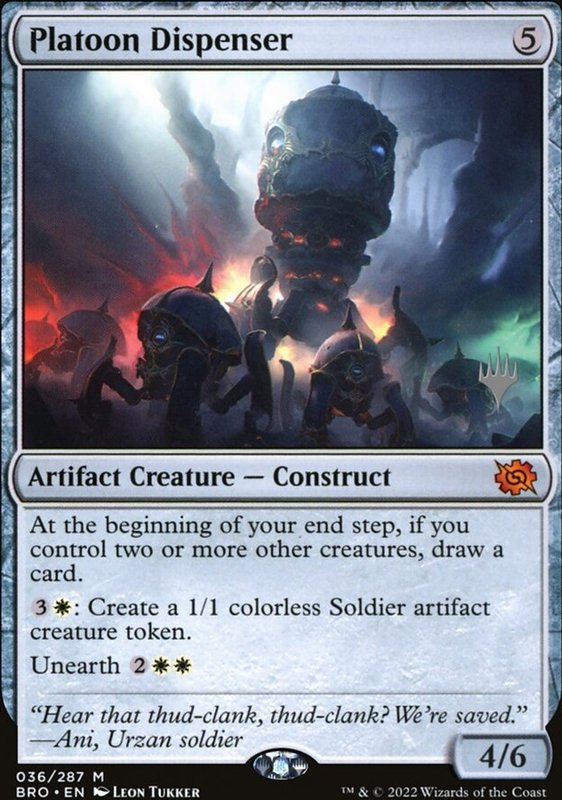 Platoon Dispenser 5
Artifact Creature — Construct
At the beginning of your end step, if you
control two or more other creatures, draw a
card.
3: Create a 1/1 colorless Soldier artifact
creature token.
Unearth 2
“Hear that thud-clank, thud-clank? We’re saved.”
—Ani, Urzan soldier
4/6
036/287 M
BRO • EN LEON TUKKER
™ & © 2022 Wizards of the Coast